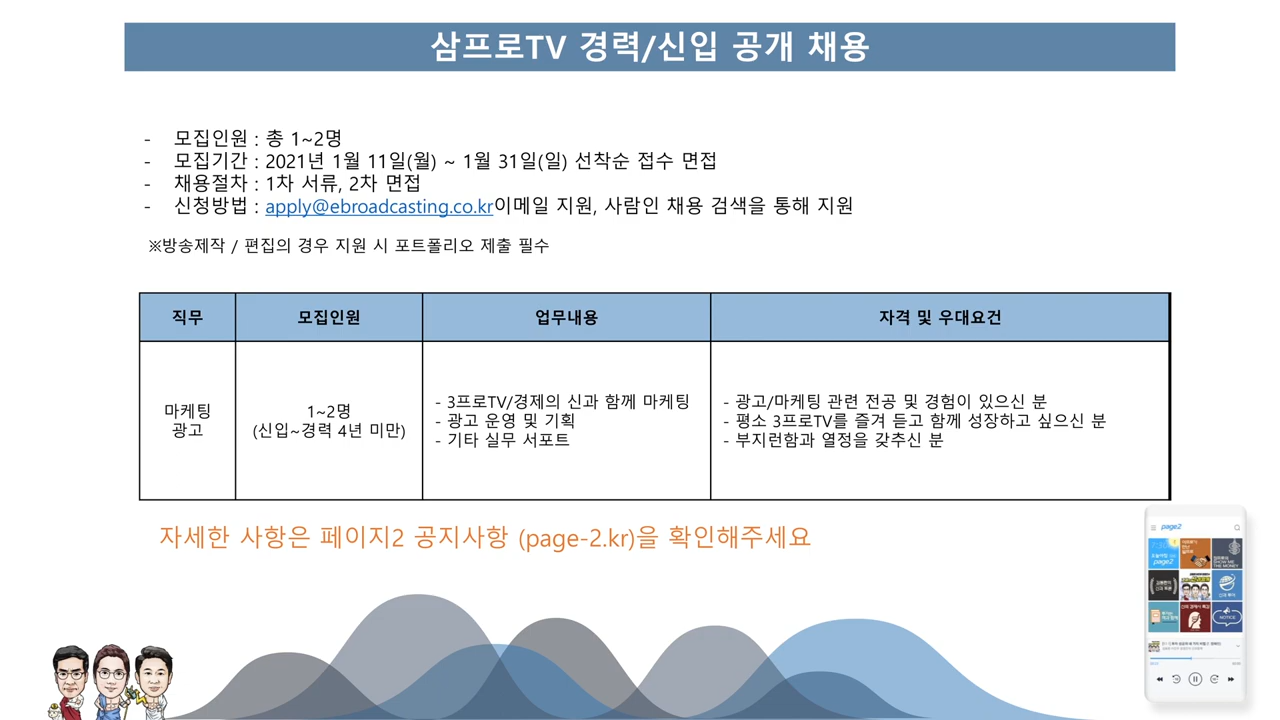 삼프로TV 경력/신입 공개 채용
- 모집인원 : 총 1~2명
- 모집기간 : 2021년 1월 11일(월) ~ 1월 31일(일) 선착순 접수 면접
- 채용절차 : 1차 서류, 2차 면접
- 신청방법 : apply@ebroadcasting.co.kr이메일 지원, 사람인 채용 검색을 통해 지원
※방송제작 / 편집의 경우 지원 시 포트폴리오 제출 필수
직무 모집인원 업무내용 자격 및 우대요건
마케팅
광고
1~2명
(신입~경력 4년 미만)
- 3프로TV/경제의 신과 함께 마케팅
- 광고 운영 및 기획
- 기타 실무 서포트
- 광고/마케팅 관련 전공 및 경험이 있으신 분
- 평소 3프로TV를 즐겨 듣고 함께 성장하고 싶으신 분
- 부지런함과 열정을 갖추신 분
자세한 사항은 페이지2 공지사항 (page-2.kr)을 확인해주세요
page2
page2
SHOW ME
THE MONEY
NOTICE